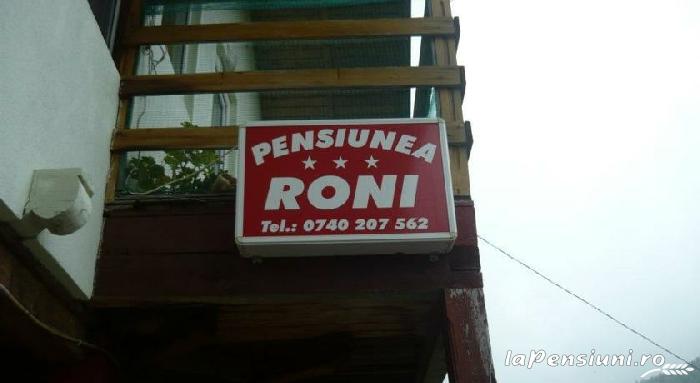 PENSIUNEA
RONI
Tel.: 0740 207 562
laPensiuni.ro